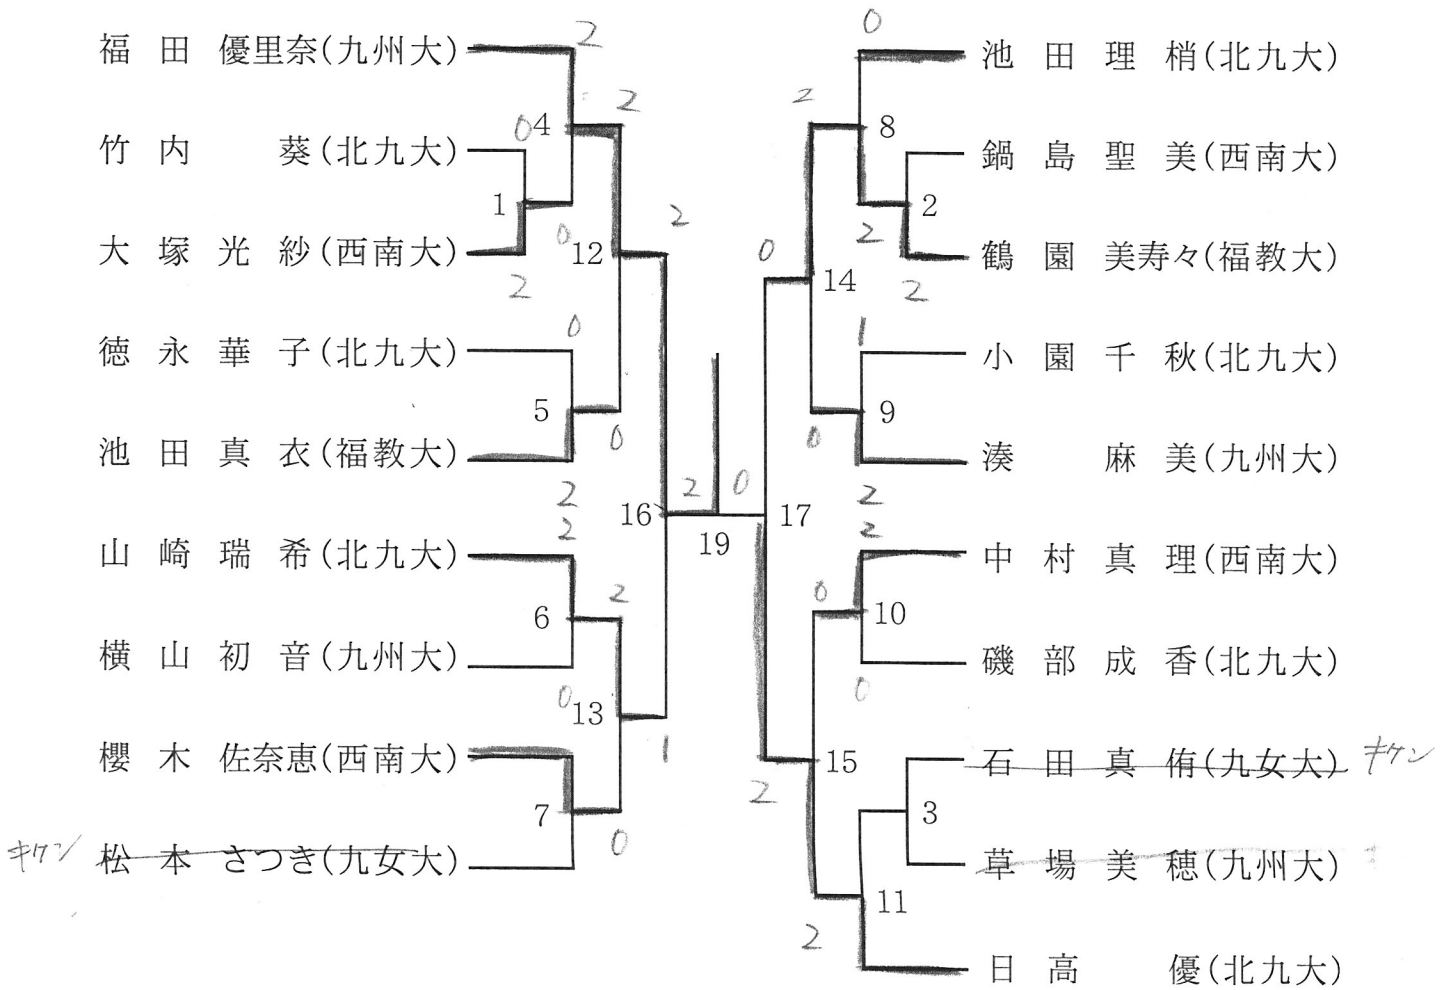 福田 優里奈(九州大) 2
竹内 葵(北九大) 0
大塚光紗(西南大) 2
徳永華子(北九大) 0
池田真衣(福教大) 2
山崎瑞希(北九大) 2
横山初音(九州大) 0
櫻木 佐奈恵(西南大)
キケン 松本 さつき(九女大)
1
4
0
5
6
7
2
12
0
2
13
0
2
16
1
2
19
0
0
17
2
2
14
0
0
15
2
0
8
2
9
10
11
2
3
0 池田理梢(北九大)
鍋島聖美(西南大)
2 鶴園 美寿々(福教大)
1 小園千秋(北九大)
2 湊 麻美(九州大)
2 中村真理(西南大)
0 磯部成香(北九大)
石田真侑(九女大) キケン
草場美穂(九州大)
日高 優(北九大)